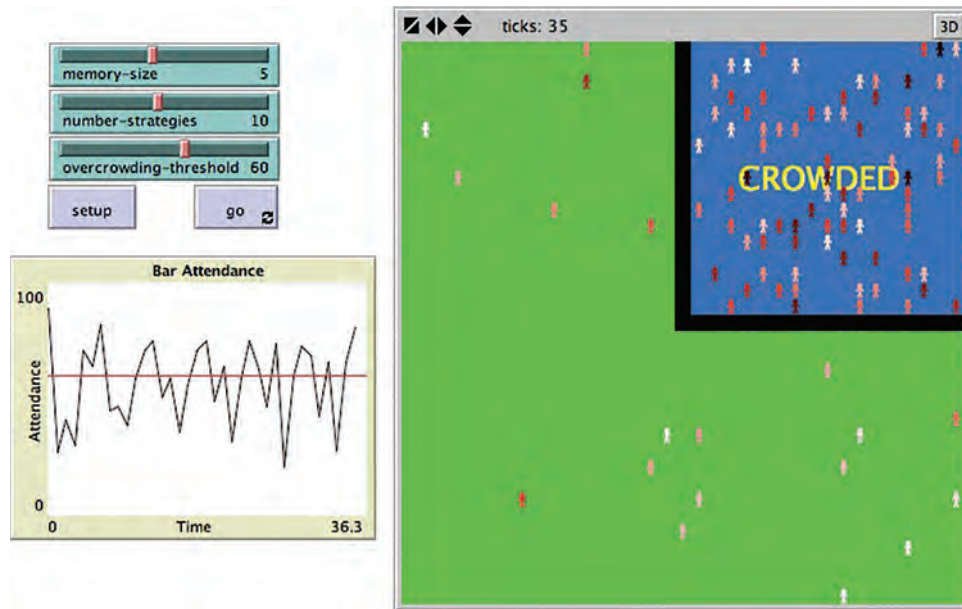 memory-size 5
number-strategies 10
overcrowding-threshold 60
setup
go
Bar Attendance
100
Attendance
0
0 Time 36.3
ticks: 35
3D
CROWDED